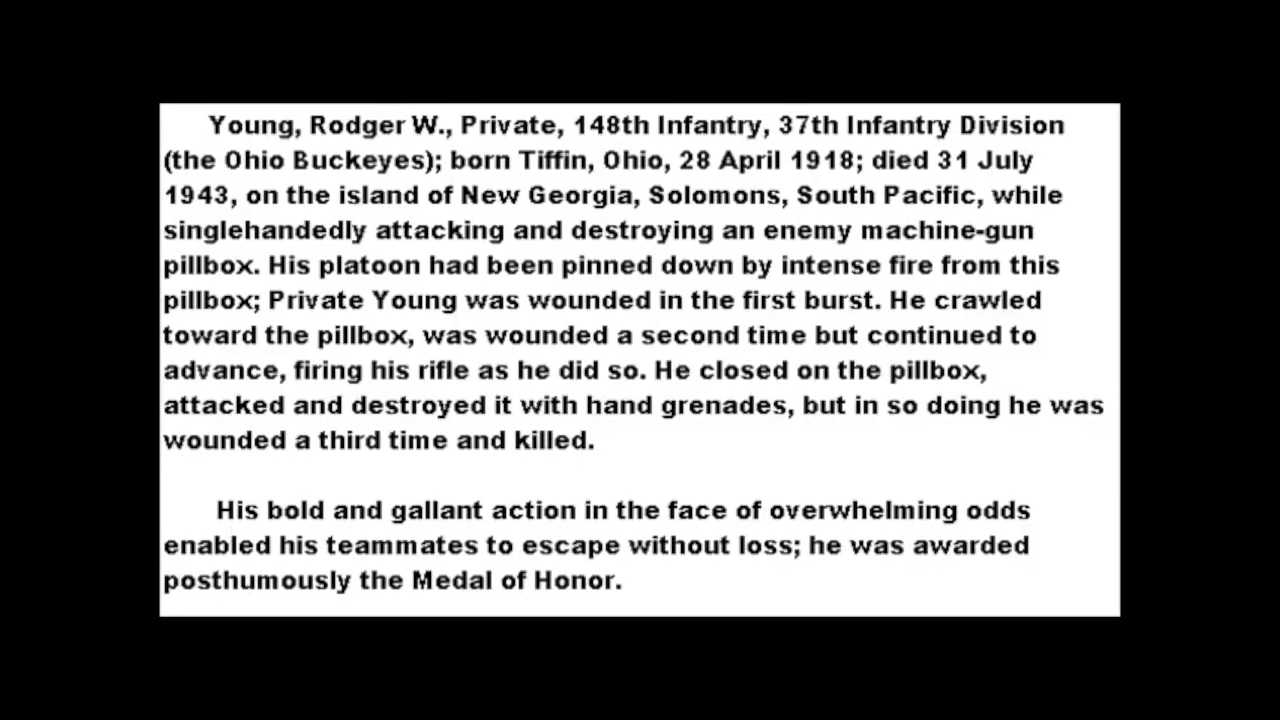 Young, Rodger W., Private, 148th Infantry, 37th Infantry Division
(the Ohio Buckeyes); born Tiffin, Ohio, 28 April 1918; died 31 July
1943, on the island of New Georgia, Solomons, South Pacific, while
singlehandedly attacking and destroying an enemy machine-gun
pillbox. His platoon had been pinned down by intense fire from this
pillbox; Private Young was wounded in the first burst. He crawled
toward the pillbox, was wounded a second time but continued to
advance, firing his rifle as he did so. He closed on the pillbox,
attacked and destroyed it with hand grenades, but in so doing he was
wounded a third time and killed.
His bold and gallant action in the face of overwhelming odds
enabled his teammates to escape without loss; he was awarded
posthumously the Medal of Honor.